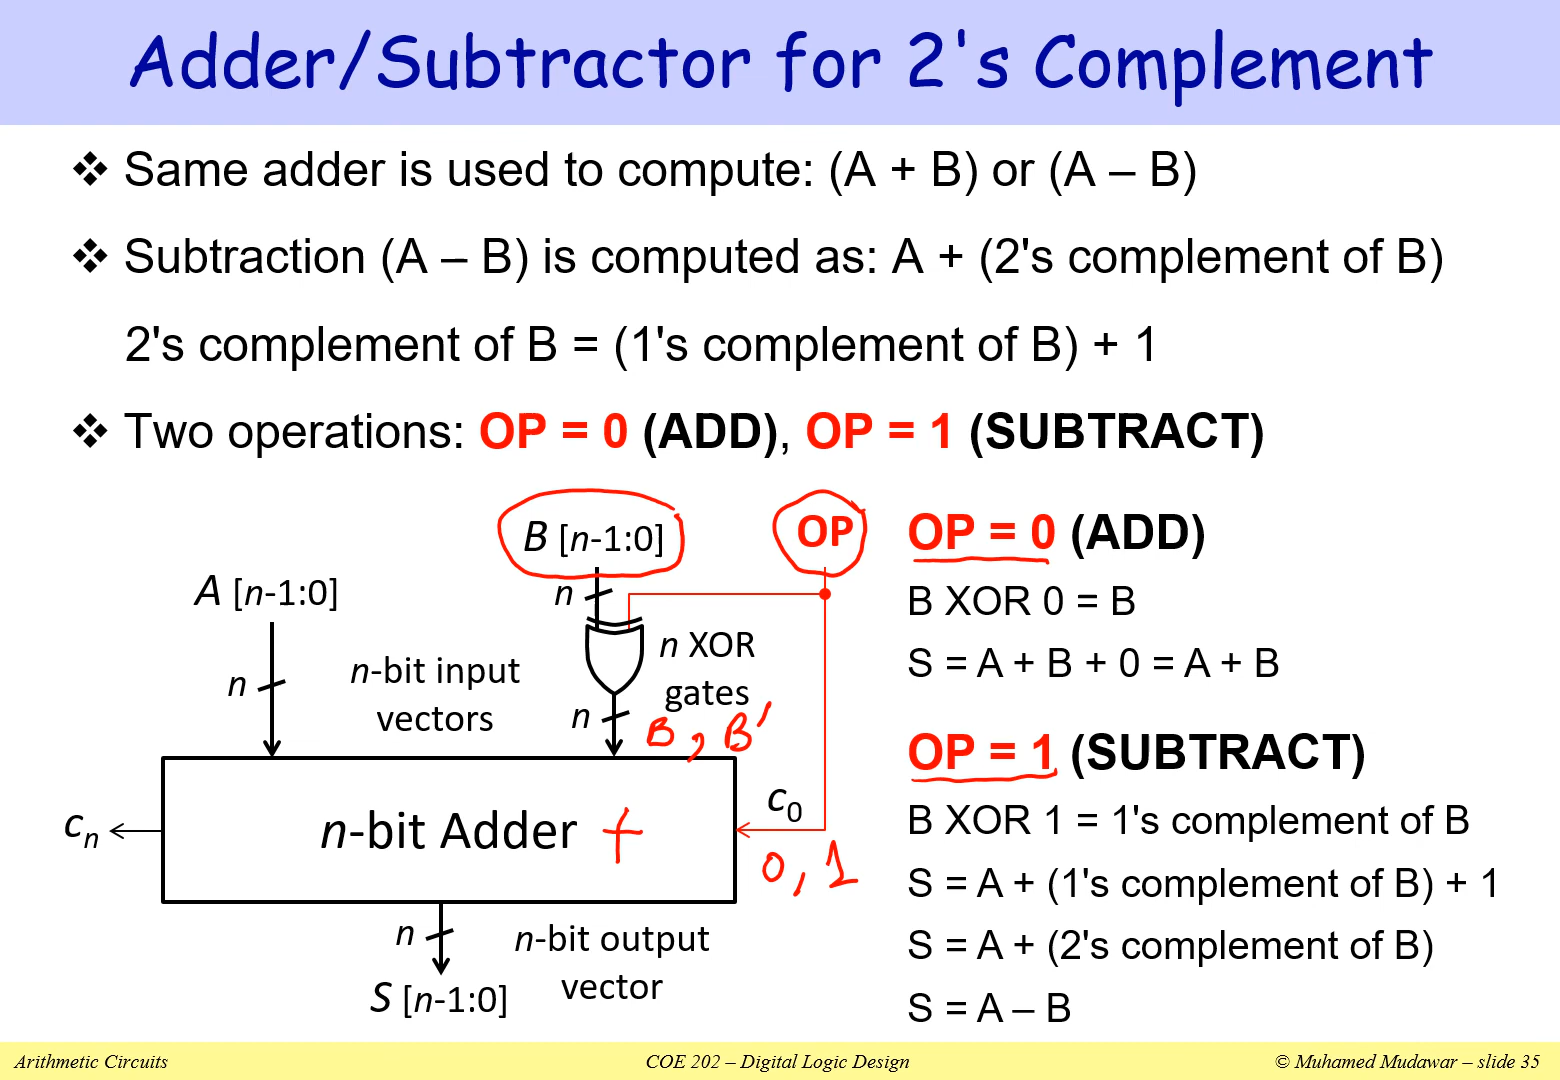 Adder/Subtractor for 2's Complement
❖ Same adder is used to compute: (A + B) or (A – B)
❖ Subtraction (A – B) is computed as: A + (2's complement of B)
2's complement of B = (1's complement of B) + 1
❖ Two operations: OP = 0 (ADD), OP = 1 (SUBTRACT)
B [n-1:0]
OP
A [n-1:0]
n
n XOR
gates
n
n-bit input
vectors
n
B, B'
n-bit Adder +
c0
cn
0, 1
n
n-bit output
vector
S [n-1:0]
OP = 0 (ADD)
B XOR 0 = B
S = A + B + 0 = A + B
OP = 1 (SUBTRACT)
B XOR 1 = 1's complement of B
S = A + (1's complement of B) + 1
S = A + (2's complement of B)
S = A – B
Arithmetic Circuits
COE 202 – Digital Logic Design
© Muhamed Mudawar – slide 35